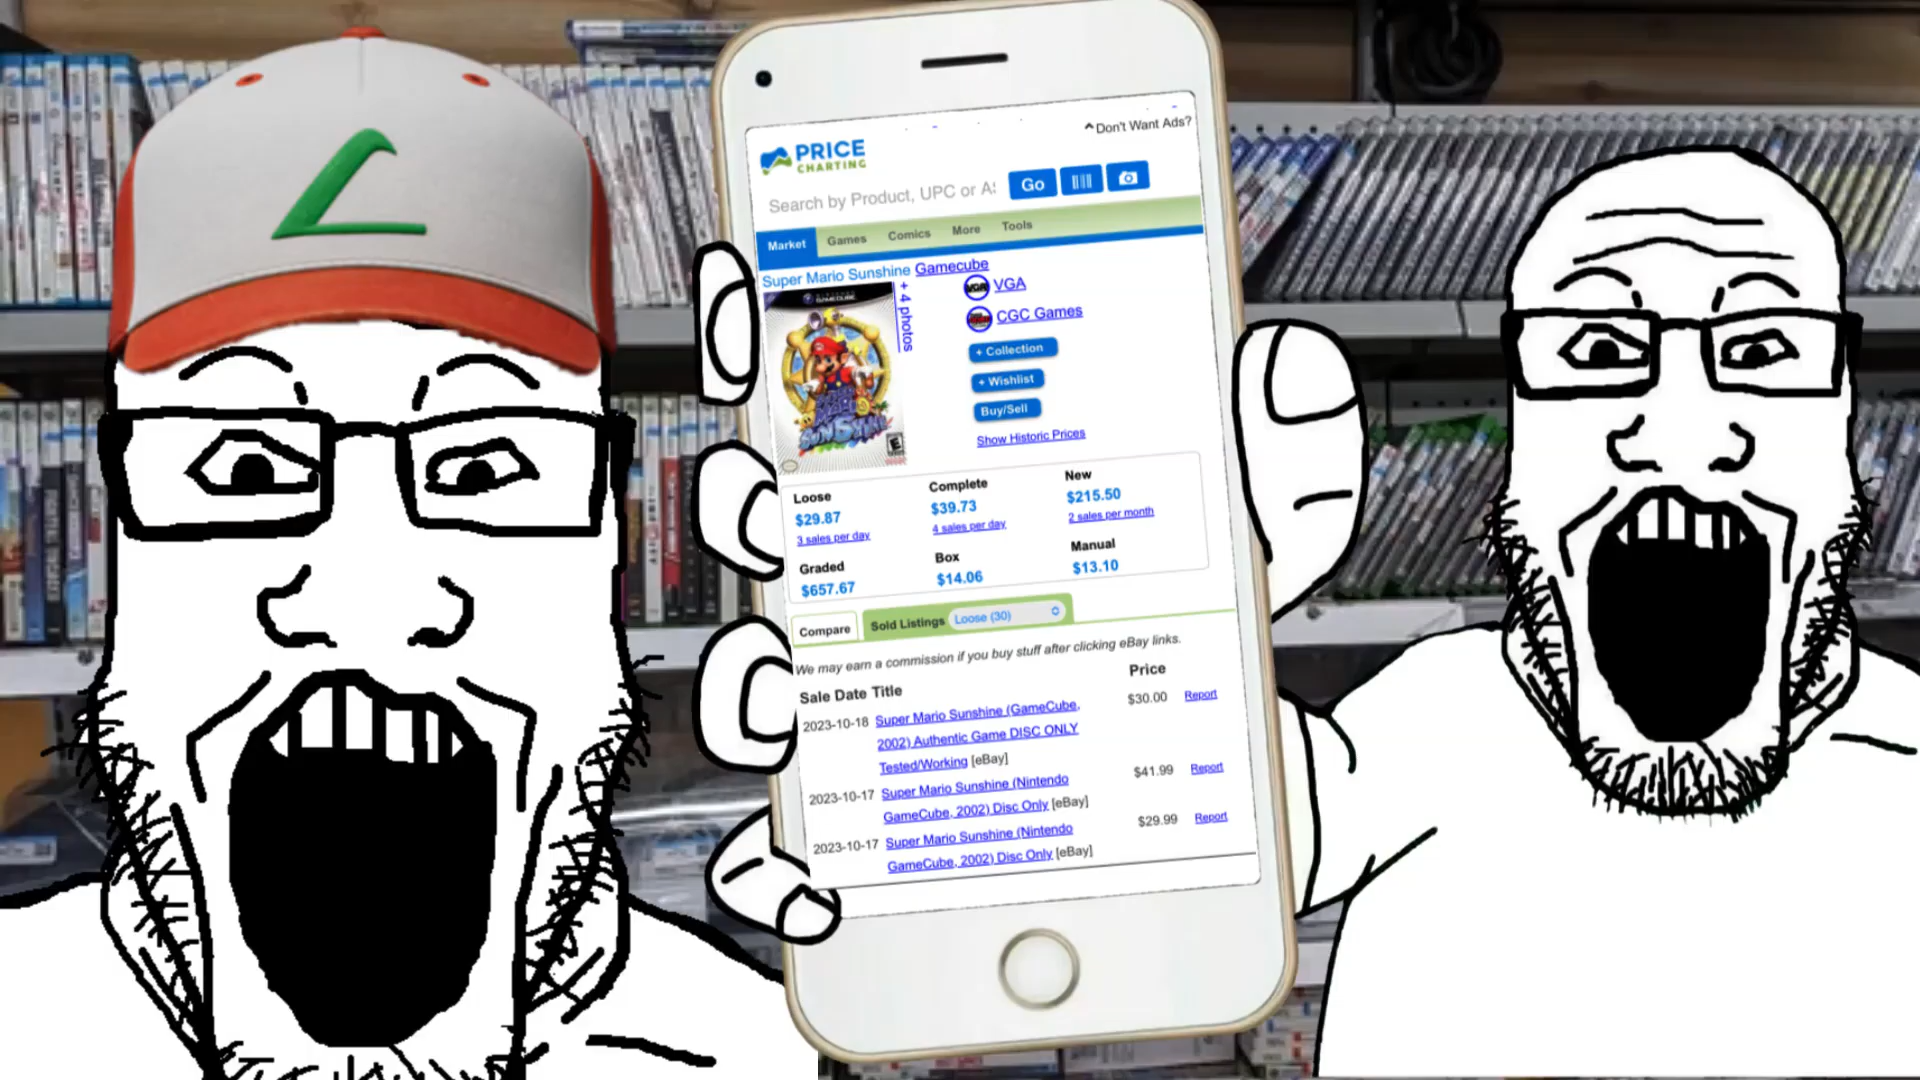 ^Don't Want Ads?
PRICE
CHARTING
Search by Product, UPC or A
Go
Market Games Comics More Tools
Super Mario Sunshine Gamecube
+ 4 photos
VGA
VGA
CGC Games
+ Collection
+ Wishlist
Buy/Sell
Show Historic Prices
GAMECUBE
SUPER MARIO
SUNSHINE
E
Loose Complete New
$29.87 $39.73 $215.50
3 sales per day 4 sales per day 2 sales per month
Graded Box Manual
$657.67 $14.06 $13.10
Compare Sold Listings Loose (30)
We may earn a commission if you buy stuff after clicking eBay links.
Sale Date Title Price
2023-10-18 Super Mario Sunshine (GameCube, $30.00 Report
2002) Authentic Game DISC ONLY
Tested/Working [eBay]
2023-10-17 Super Mario Sunshine (Nintendo $41.99 Report
GameCube, 2002) Disc Only [eBay]
2023-10-17 Super Mario Sunshine (Nintendo $29.99 Report
GameCube, 2002) Disc Only [eBay]